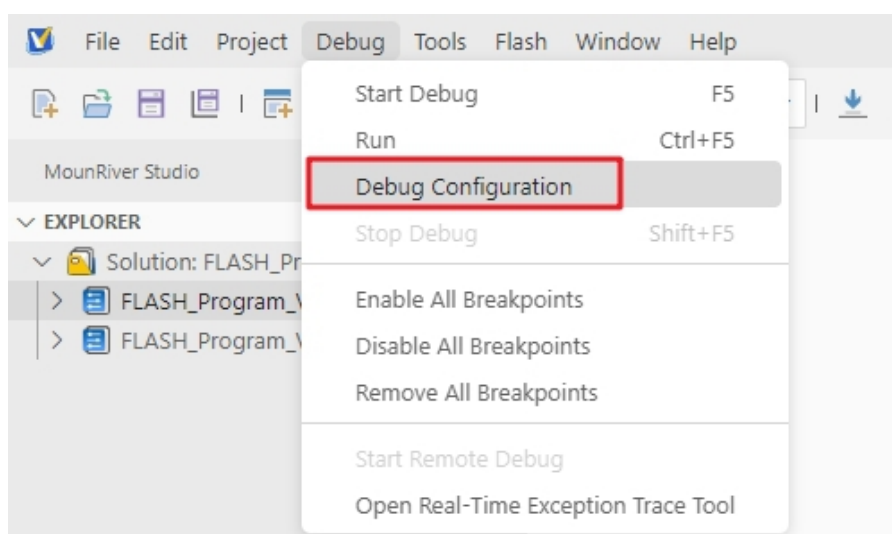 File Edit Project Debug Tools Flash Window Help
MounRiver Studio
EXPLORER
Solution: FLASH_Pr
FLASH_Program_V
FLASH_Program_V
Start Debug F5
Run Ctrl+F5
Debug Configuration
Stop Debug Shift+F5
Enable All Breakpoints
Disable All Breakpoints
Remove All Breakpoints
Start Remote Debug
Open Real-Time Exception Trace Tool